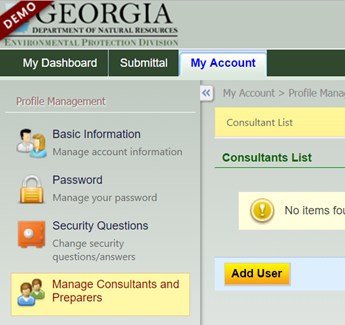 DEMO
GEORGIA
DEPARTMENT OF NATURAL RESOURCES
ENVIRONMENTAL PROTECTION DIVISION
My Dashboard Submittal My Account
Profile Management
Basic Information
Manage account information
Password
Manage your password
Security Questions
Change security
questions/answers
Manage Consultants and
Preparers
« My Account > Profile Mana
Consultant List
Consultants List
No items fou
Add User